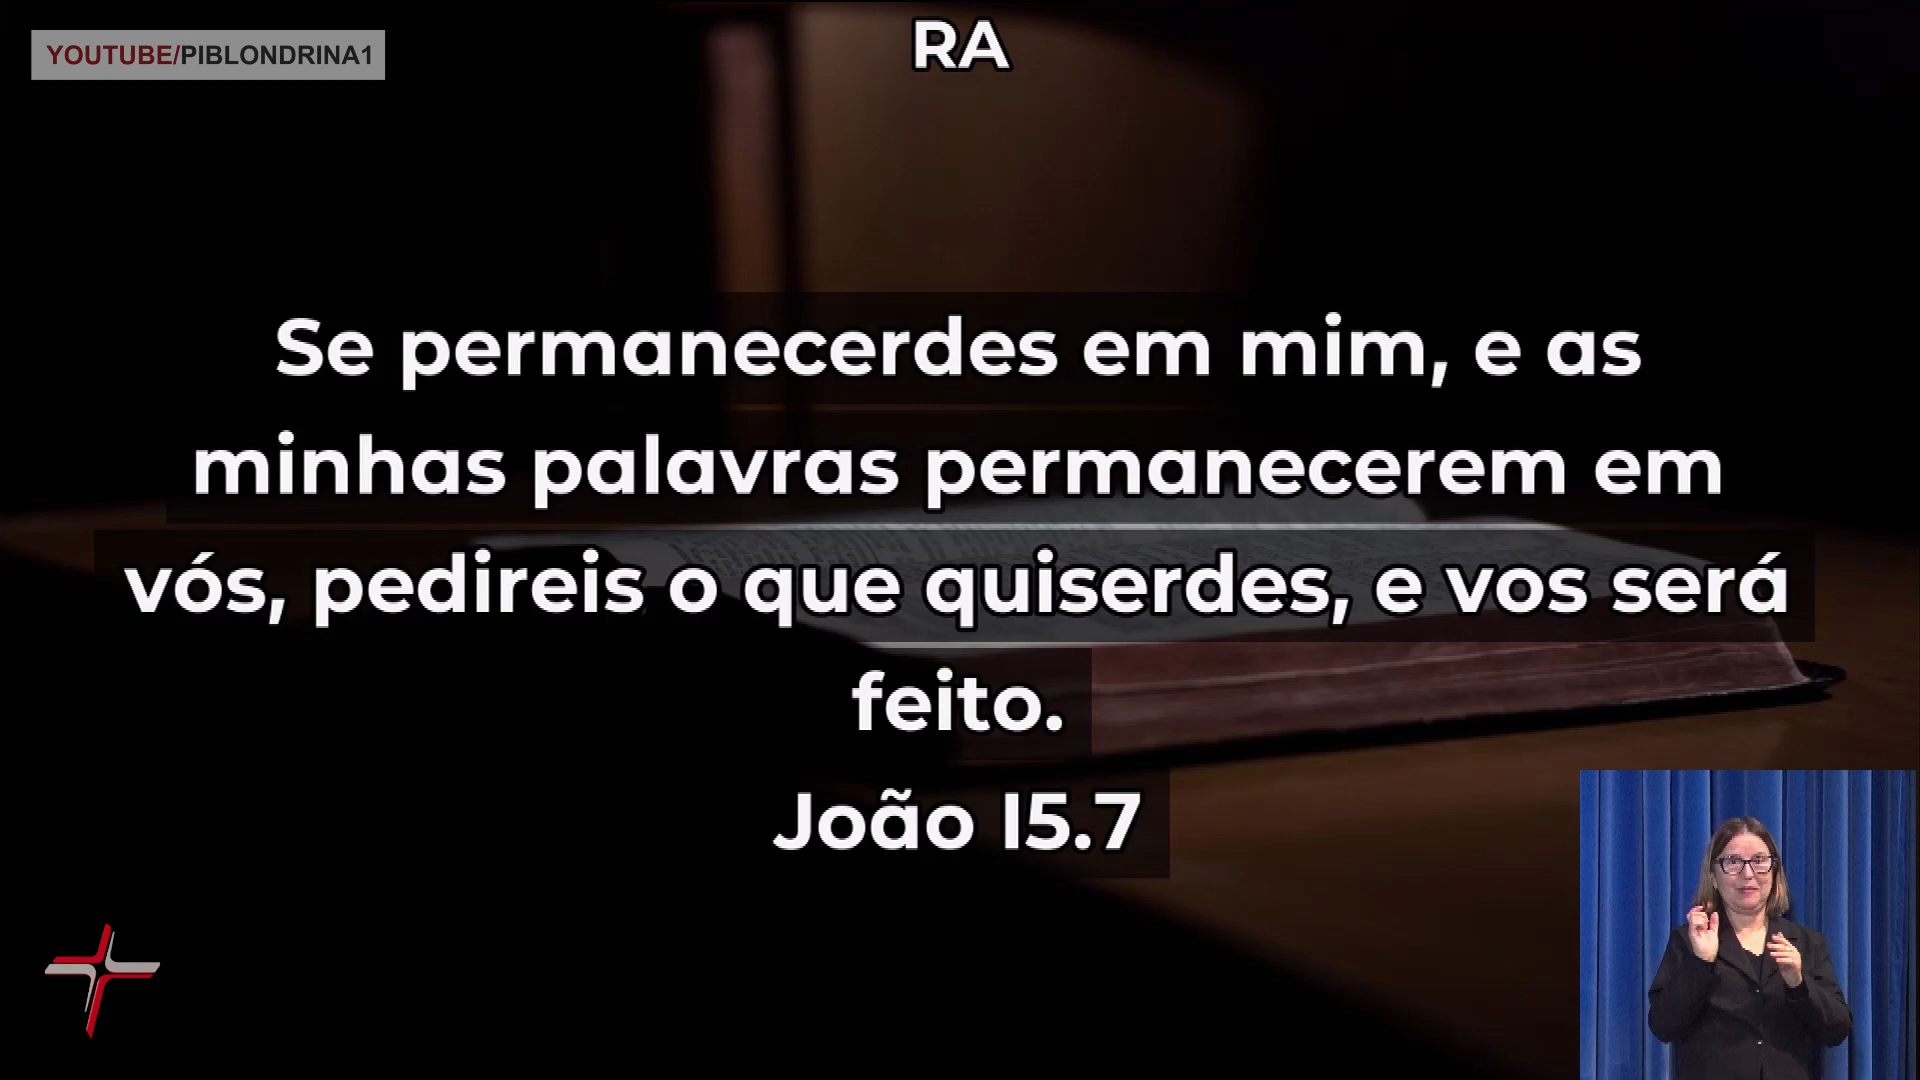 RA
YOUTUBE/PIBLONDRINA1
Se permanecerdes em mim, e as
minhas palavras permanecerem em
vós, pedireis o que quiserdes, e vos será
feito.
João 15.7